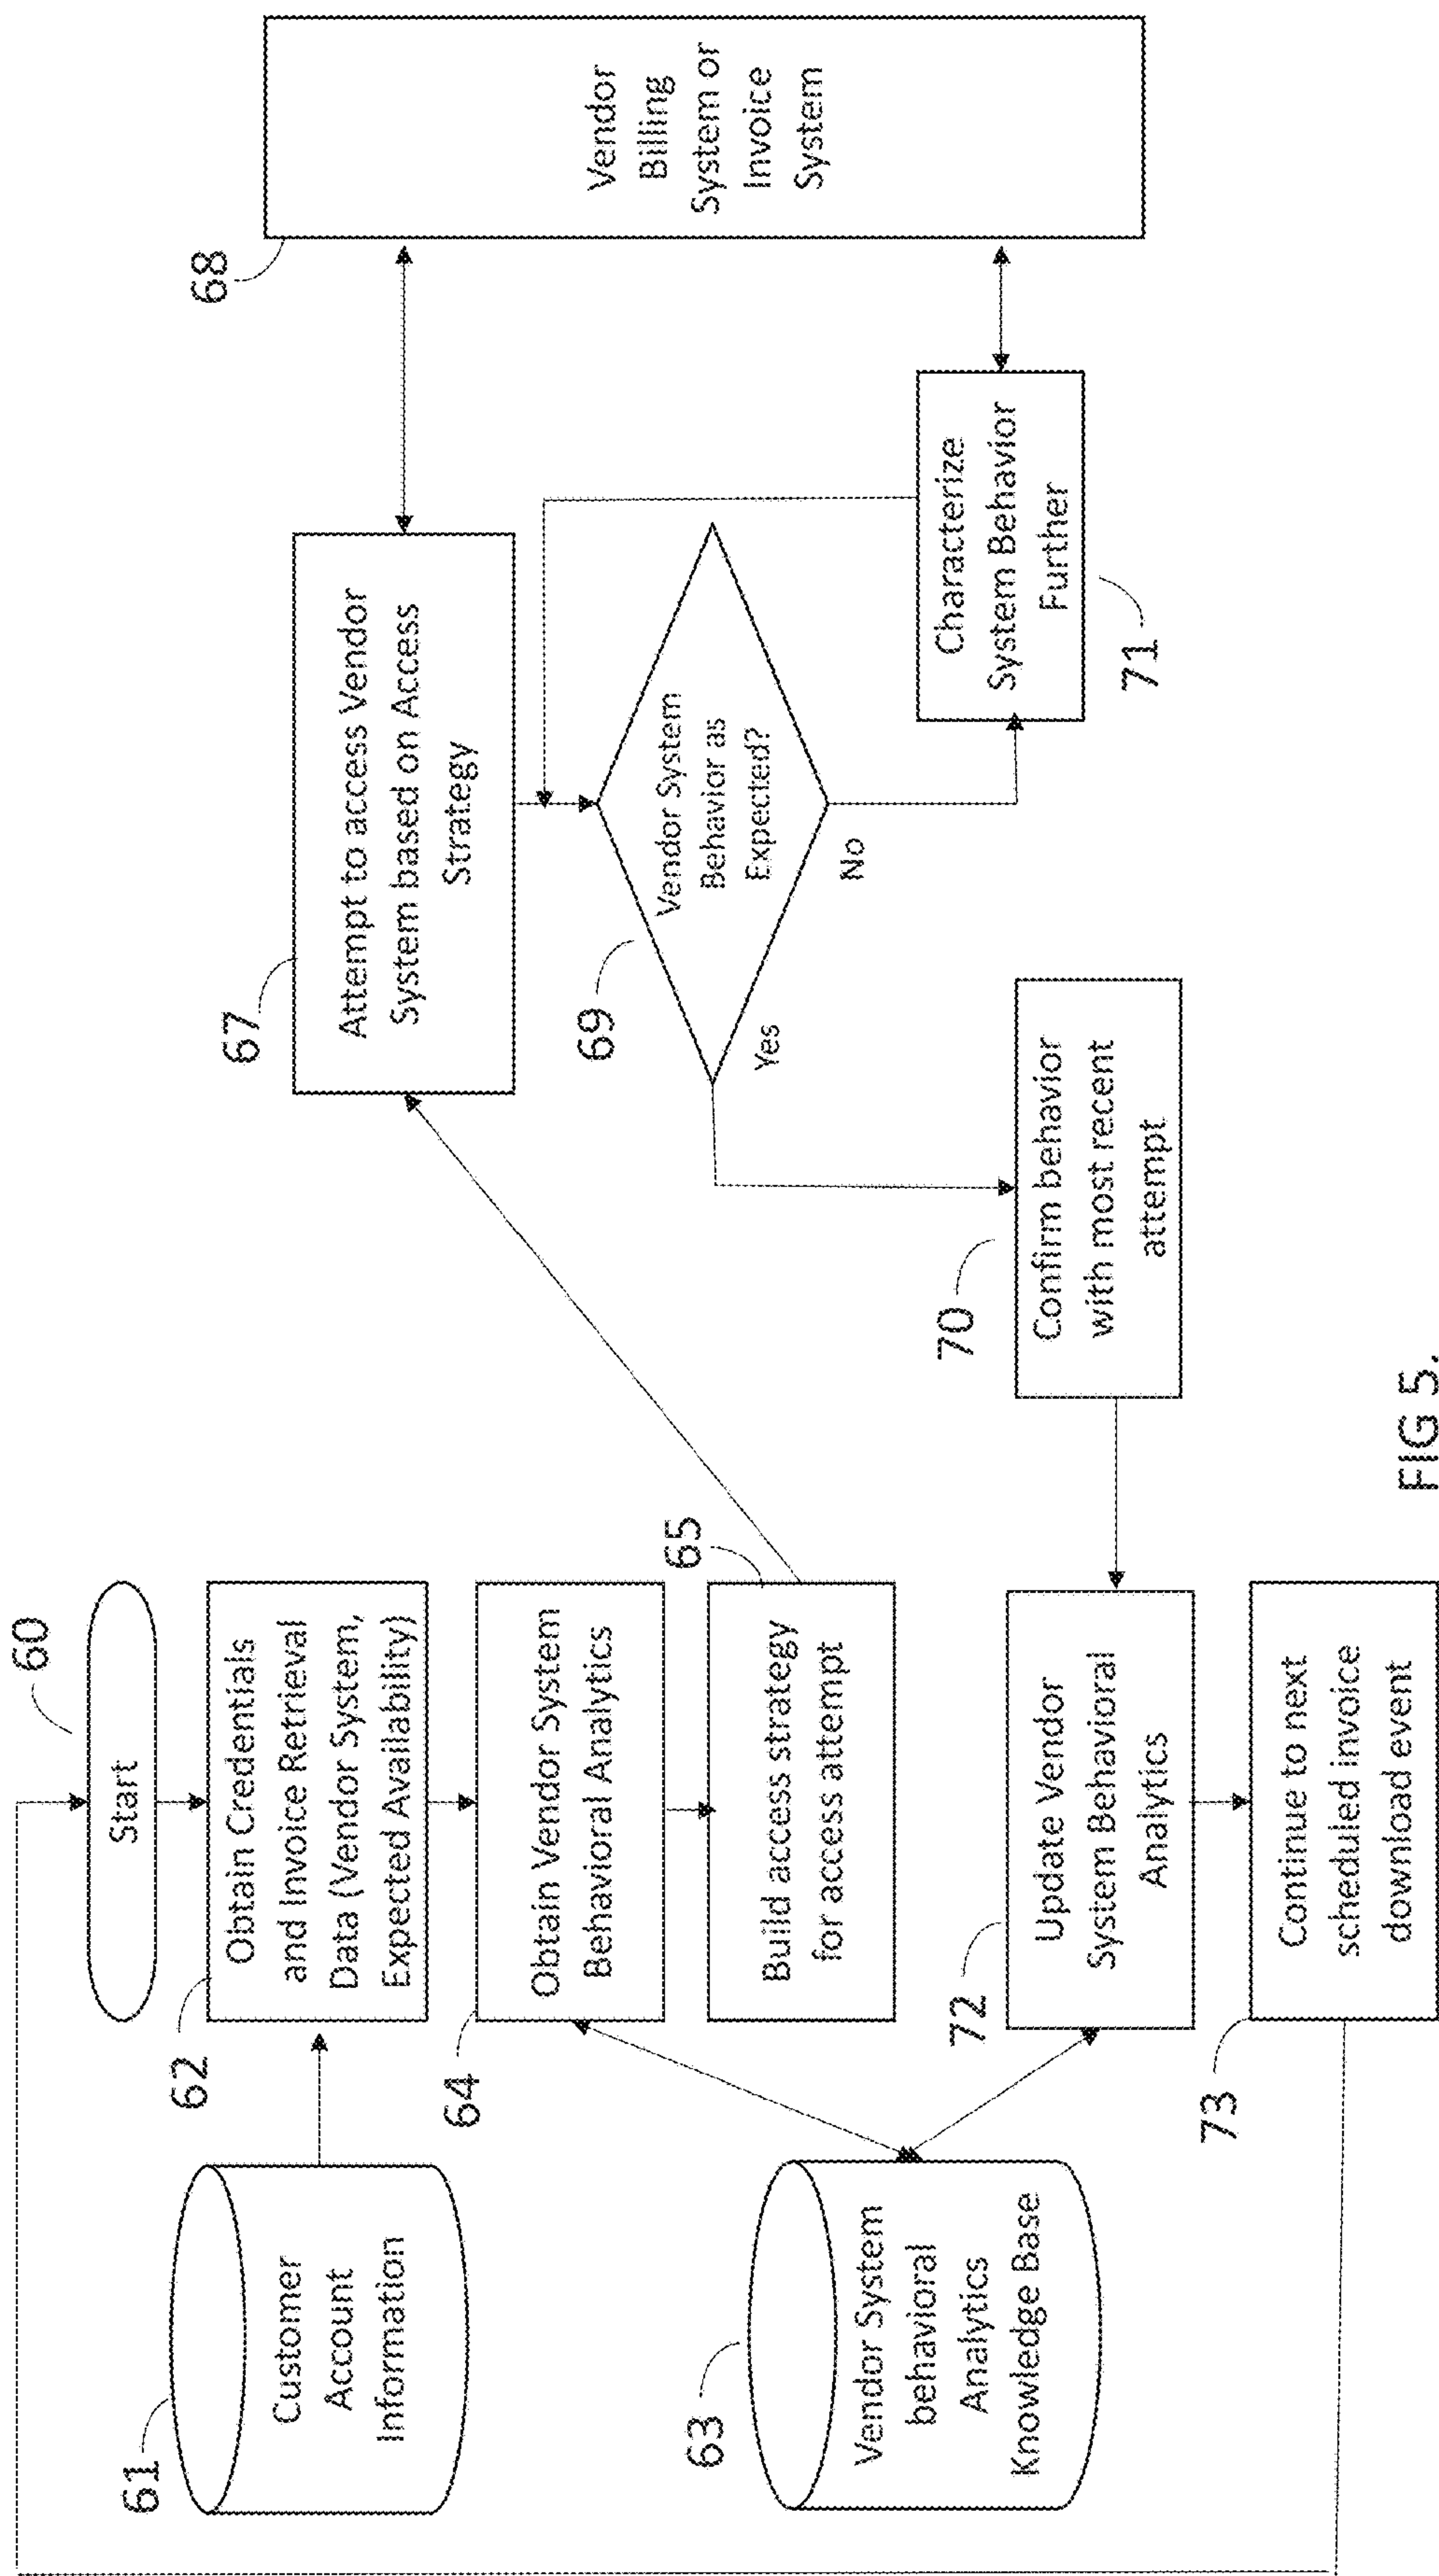 60
Start
61
Customer
Account
Information
62
Obtain Credentials
and Invoice Retrieval
Data (Vendor System,
Expected Availability)
64
Obtain Vendor System
Behavioral Analytics
63
Vendor System
behavioral
Analytics
Knowledge Base
65
Build access strategy
for access attempt
67
Attempt to access Vendor
System based on Access
Strategy
68
Vendor
Billing
System or
Invoice
System
69
Vendor System
Behavior as
Expected?
Yes
No
70
Confirm behavior
with most recent
attempt
71
Characterize
System Behavior
Further
72
Update Vendor
System Behavioral
Analytics
73
Continue to next
scheduled invoice
download event
FIG 5.